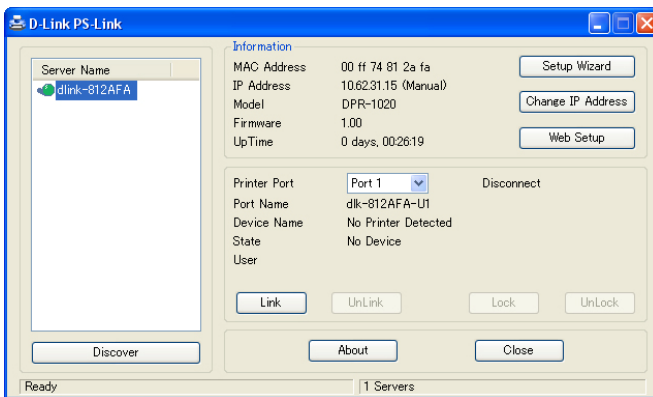 D-Link PS-Link
Server Name
dlink-812AFA
Discover
Information
MAC Address 00 ff 74 81 2a fa
IP Address 10.62.31.15 (Manual)
Model DPR-1020
Firmware 1.00
UpTime 0 days, 00:26:19
Setup Wizard
Change IP Address
Web Setup
Printer Port Port 1 Disconnect
Port Name dlk-812AFA-U1
Device Name No Printer Detected
State No Device
User
Link UnLink Lock UnLock
About Close
Ready 1 Servers